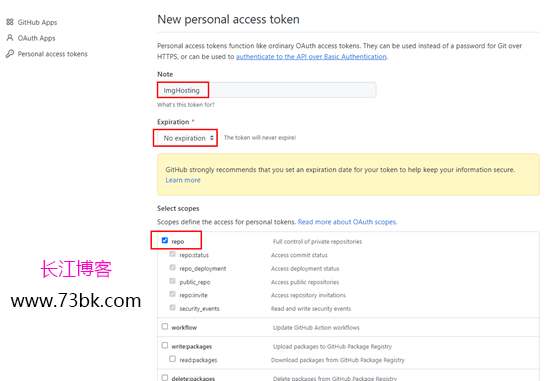 GitHub Apps
OAuth Apps
Personal access tokens
New personal access token
Personal access tokens function like ordinary OAuth access tokens. They can be used instead of a password for Git over
HTTPS, or can be used to authenticate to the API over Basic Authentication.
Note
ImgHosting
What's this token for?
Expiration *
No expiration
The token will never expire!
GitHub strongly recommends that you set an expiration date for your token to help keep your information secure.
Learn more
Select scopes
Scopes define the access for personal tokens. Read more about OAuth scopes.
repo Full control of private repositories
repo:status Access commit status
repo_deployment Access deployment status
public_repo Access public repositories
repo:invite Access repository invitations
security_events Read and write security events
workflow Update GitHub Action workflows
write:packages Upload packages to GitHub Package Registry
read:packages Download packages from GitHub Package Registry
delete:packages Delete packages from GitHub Package Registry
长江博客
www.73bk.com